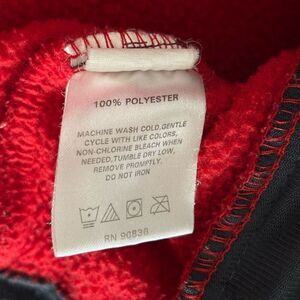 100% POLYESTER
MACHINE WASH COLD,GENTLE
CYCLE WITH LIKE COLORS,
NON-CHLORINE BLEACH WHEN
NEEDED,TUMBLE DRY LOW,
REMOVE PROMPTLY.
DO NOT IRON
RN 90836